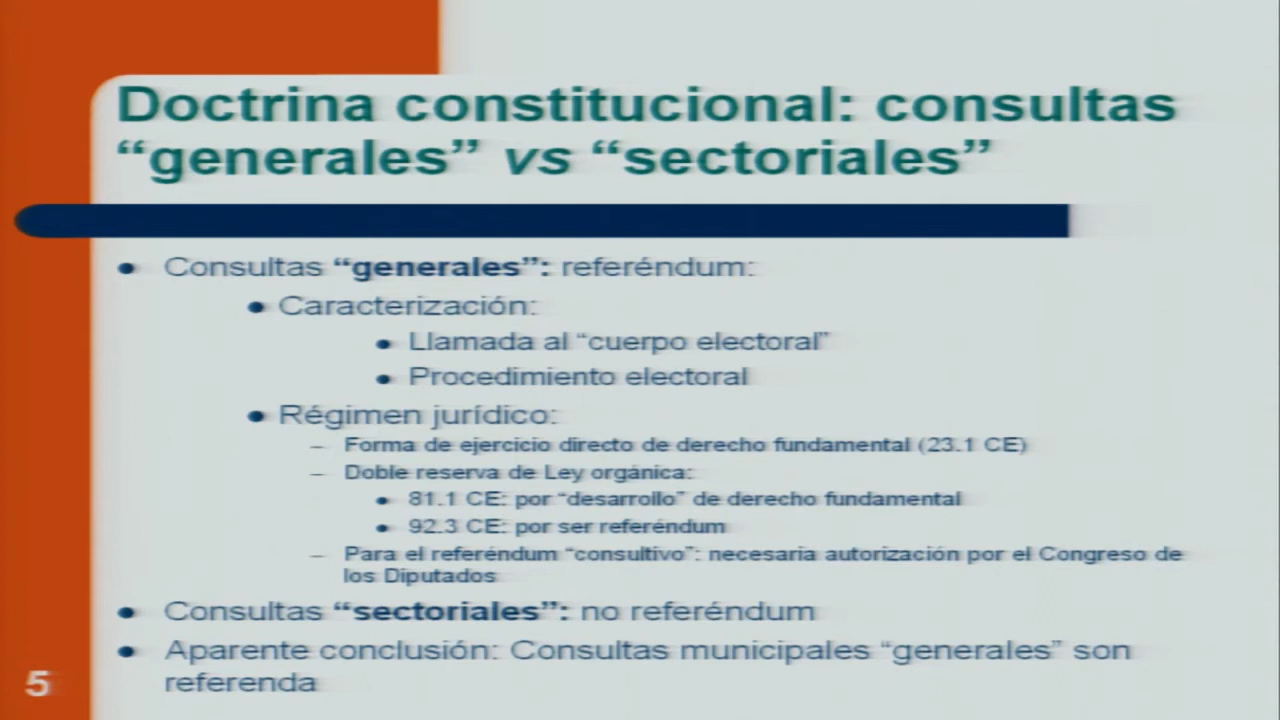 Doctrina constitucional: consultas
“generales” vs “sectoriales”
● Consultas “generales”: referéndum:
● Caracterización:
● Llamada al “cuerpo electoral”
● Procedimiento electoral
● Régimen jurídico:
– Forma de ejercicio directo de derecho fundamental (23.1 CE)
– Doble reserva de Ley orgánica:
● 81.1 CE: por “desarrollo” de derecho fundamental
● 92.3 CE: por ser referéndum
– Para el referéndum “consultivo”: necesaria autorización por el Congreso de
los Diputados
● Consultas “sectoriales”: no referéndum
● Aparente conclusión: Consultas municipales “generales” son
referenda
5